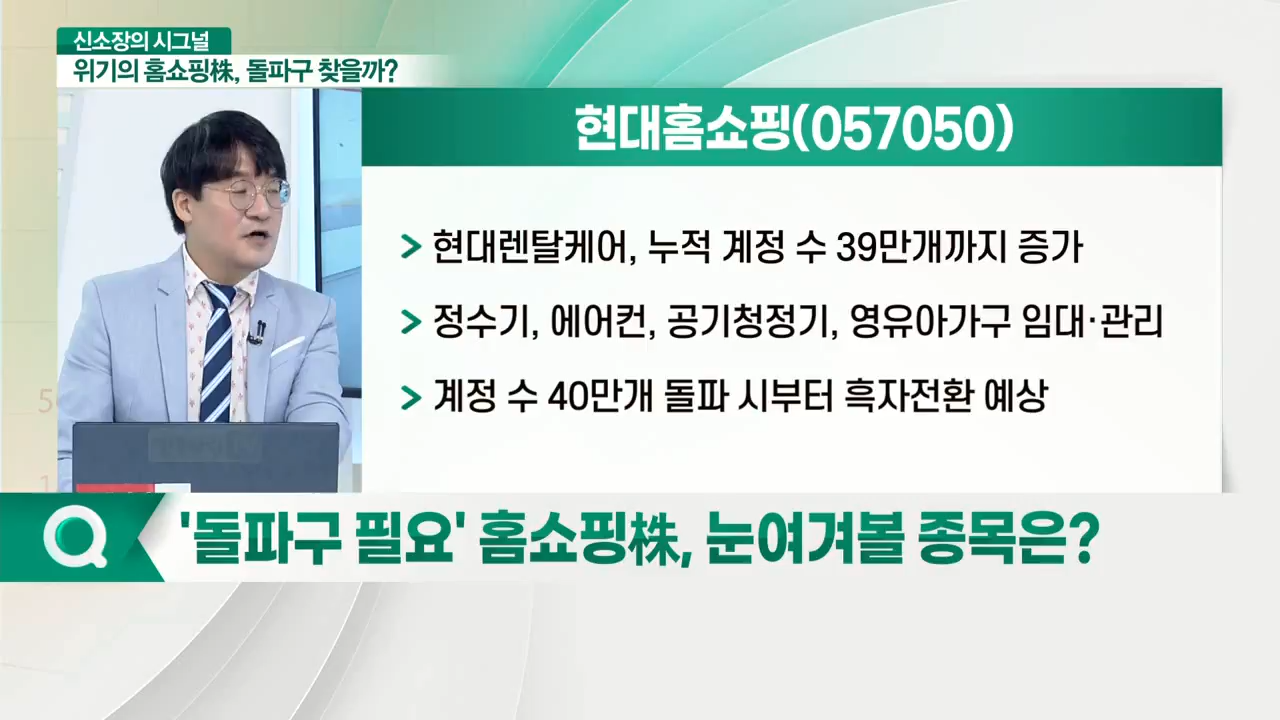 신소장의 시그널
위기의 홈쇼핑株, 돌파구 찾을까?
현대홈쇼핑(057050)
> 현대렌탈케어, 누적 계정 수 39만개까지 증가
> 정수기, 에어컨, 공기청정기, 영유아가구 임대·관리
> 계정 수 40만개 돌파 시부터 흑자전환 예상
Q '돌파구 필요' 홈쇼핑株, 눈여겨볼 종목은?